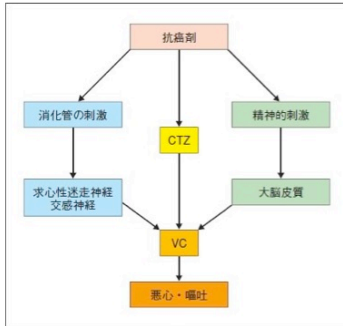 抗癌剤
消化管の刺激
CTZ
精神的刺激
求心性迷走神経
交感神経
大脳皮質
VC
悪心・嘔吐